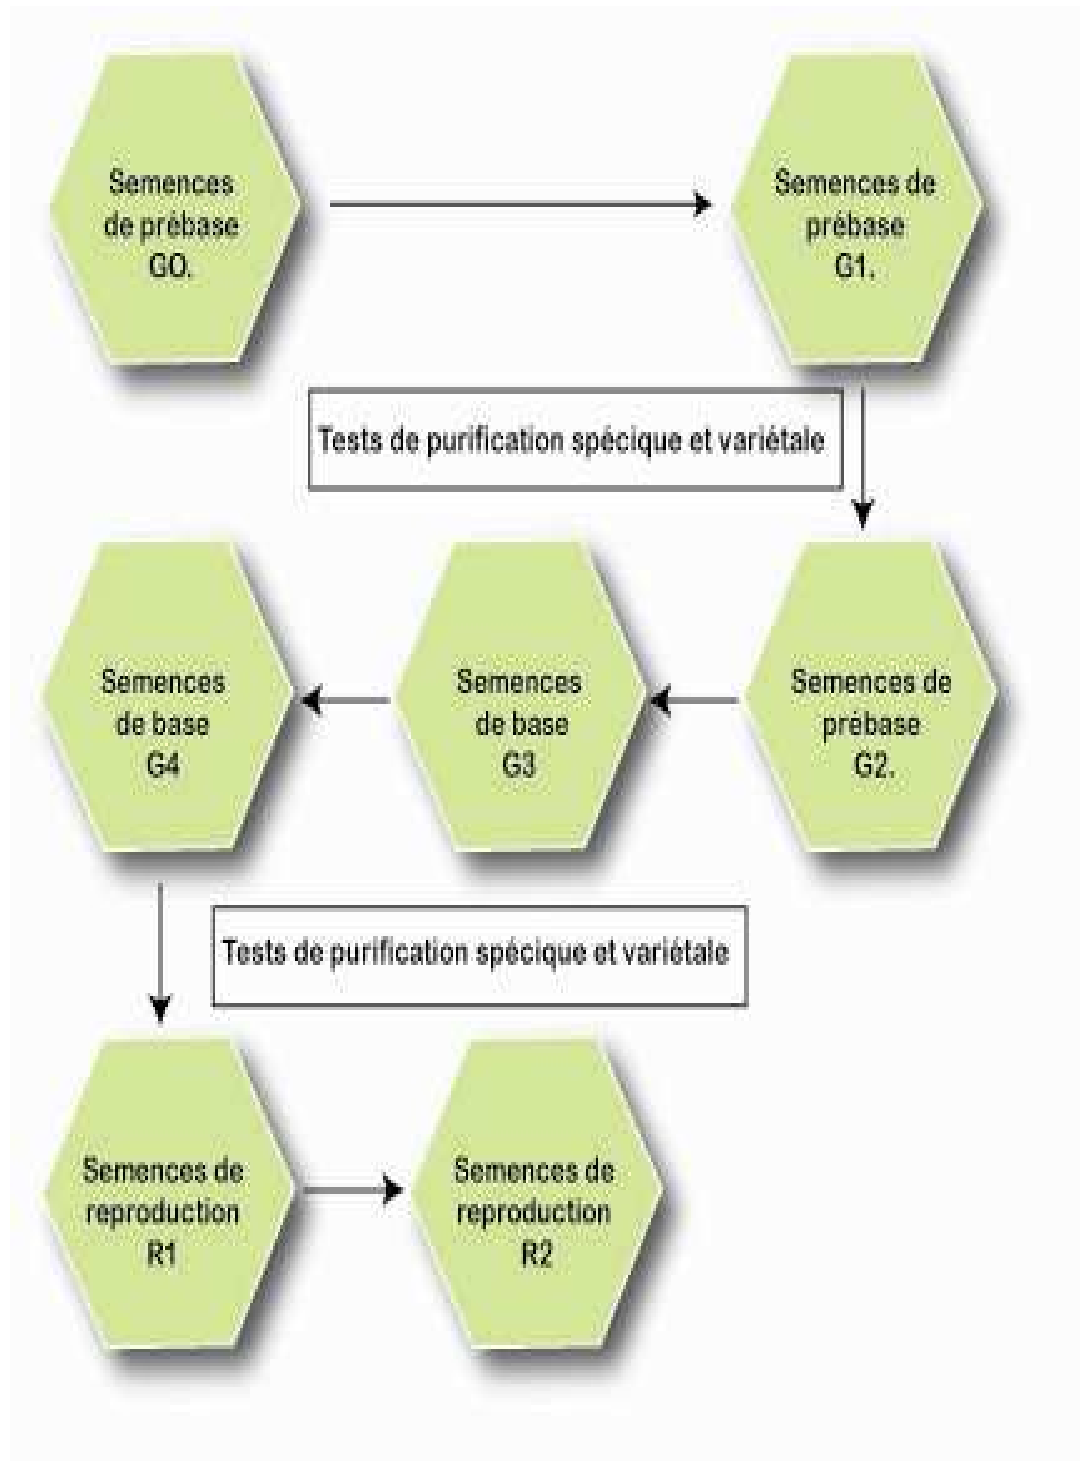 Semences
de prébase
GO.
Semences de
prébase
G1.
Tests de purification spécique et variétale
Semences
de base
G4
Semences
de base
G3
Semences de
prébase
G2.
Tests de purification spécique et variétale
Semences de
reproduction
R1
Semences de
reproduction
R2